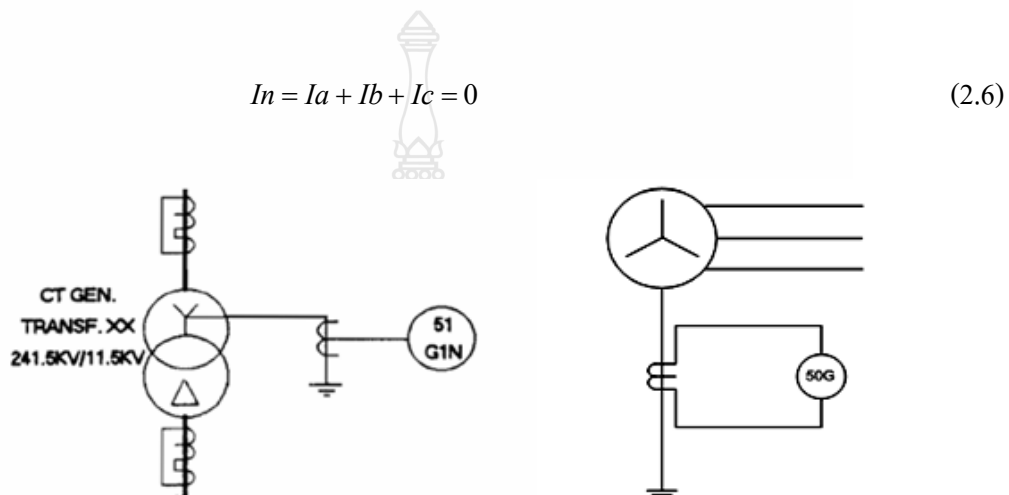 In = Ia + Ib + Ic = 0 (2.6)
CT GEN.
TRANSF. XX
241.5KV/11.5KV
51
G1N
50G